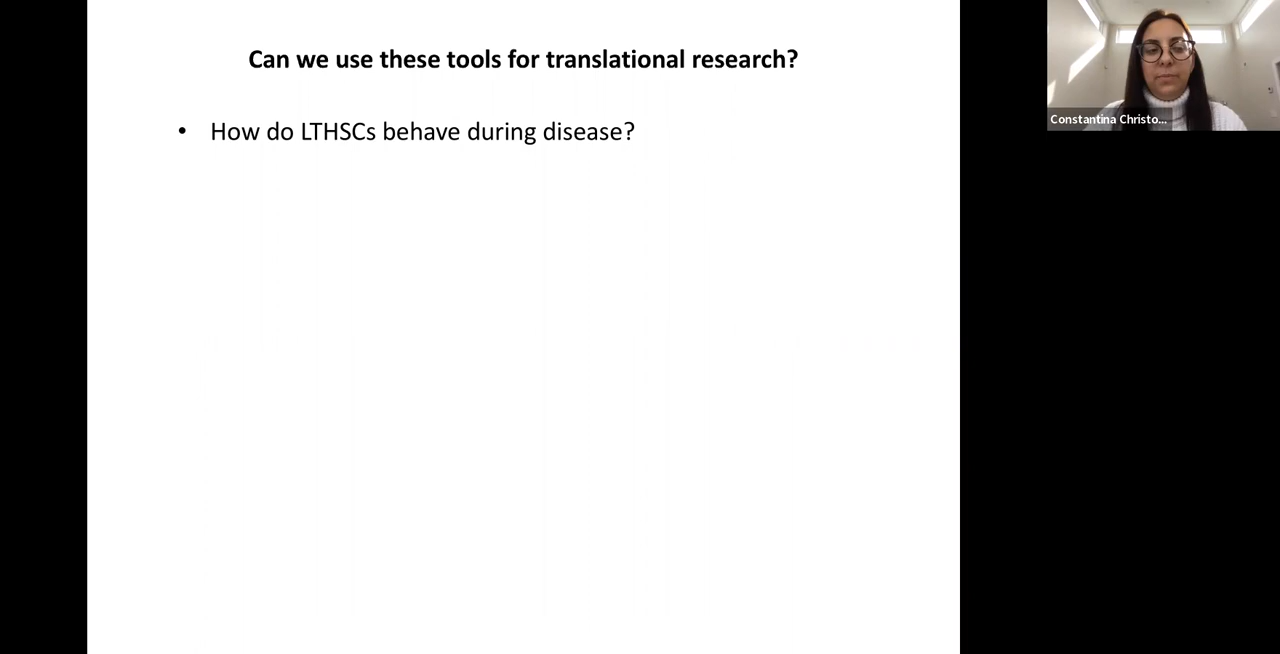 Can we use these tools for translational research?
• How do LTHSCs behave during disease?
Constantina Christo...